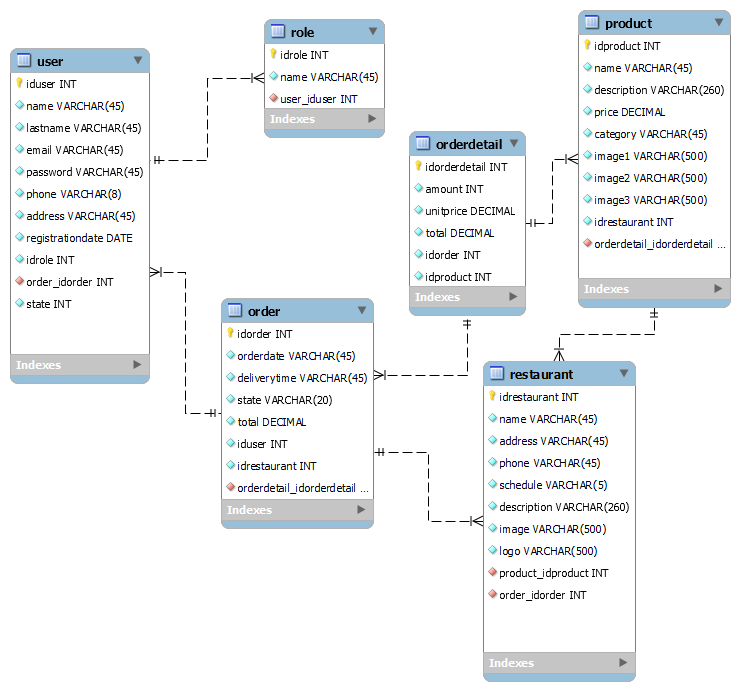 user
iduser INT
name VARCHAR(45)
lastname VARCHAR(45)
email VARCHAR(45)
password VARCHAR(45)
phone VARCHAR(8)
address VARCHAR(45)
registrationdate DATE
idrole INT
order_idorder INT
state INT
Indexes
role
idrole INT
name VARCHAR(45)
user_iduser INT
Indexes
orderdetail
idorderdetail INT
amount INT
unitprice DECIMAL
total DECIMAL
idorder INT
idproduct INT
Indexes
product
idproduct INT
name VARCHAR(45)
description VARCHAR(260)
price DECIMAL
category VARCHAR(45)
image1 VARCHAR(500)
image2 VARCHAR(500)
image3 VARCHAR(500)
idrestaurant INT
orderdetail_idorderdetail ...
Indexes
order
idorder INT
orderdate VARCHAR(45)
deliverytime VARCHAR(45)
state VARCHAR(20)
total DECIMAL
iduser INT
idrestaurant INT
orderdetail_idorderdetail ...
Indexes
restaurant
idrestaurant INT
name VARCHAR(45)
address VARCHAR(45)
phone VARCHAR(45)
schedule VARCHAR(5)
description VARCHAR(260)
image VARCHAR(500)
logo VARCHAR(500)
product_idproduct INT
order_idorder INT
Indexes